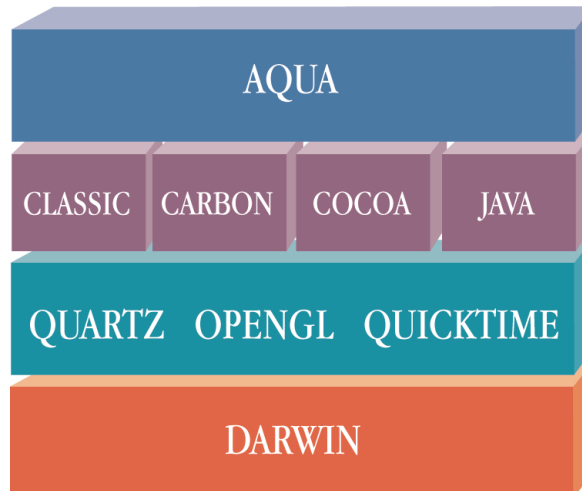 AQUA
CLASSIC CARBON COCOA JAVA
QUARTZ OPENGL QUICKTIME
DARWIN